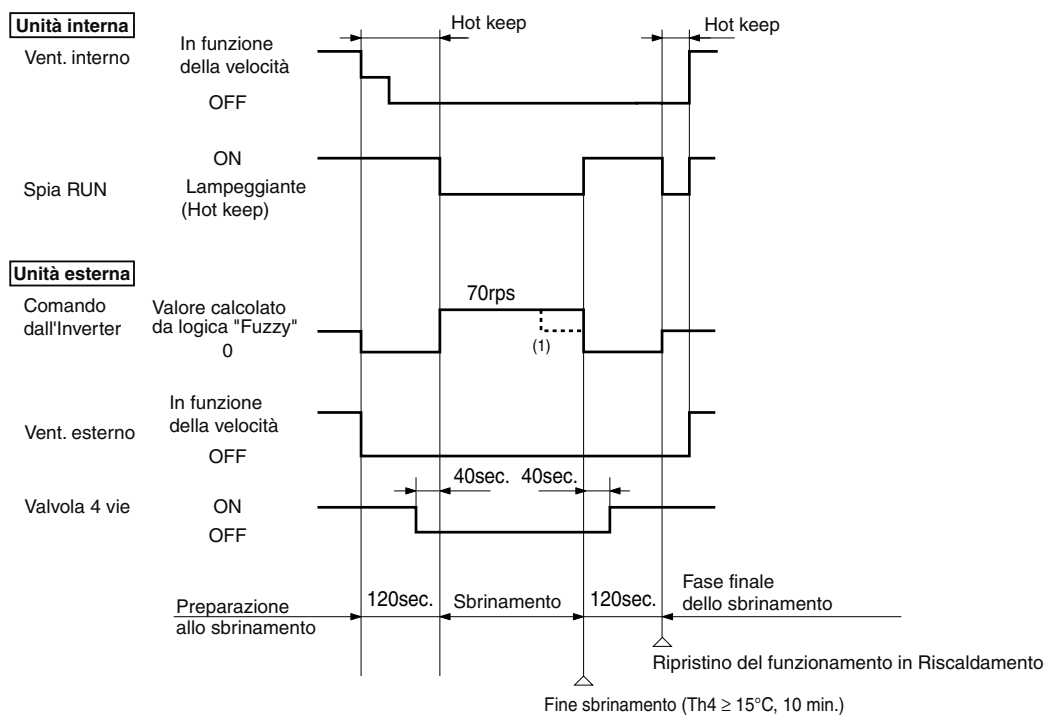 Unità interna
Hot keep
Hot keep
Vent. interno
In funzione
della velocità
OFF
ON
Spia RUN
Lampeggiante
(Hot keep)
Unità esterna
Comando
dall'Inverter
Valore calcolato
da logica "Fuzzy"
0
70rps
(1)
Vent. esterno
In funzione
della velocità
OFF
40sec. 40sec.
Valvola 4 vie
ON
OFF
Preparazione
allo sbrinamento
120sec.
Sbrinamento
120sec.
Fase finale
dello sbrinamento
Ripristino del funzionamento in Riscaldamento
Fine sbrinamento (Th4 ≥ 15°C, 10 min.)